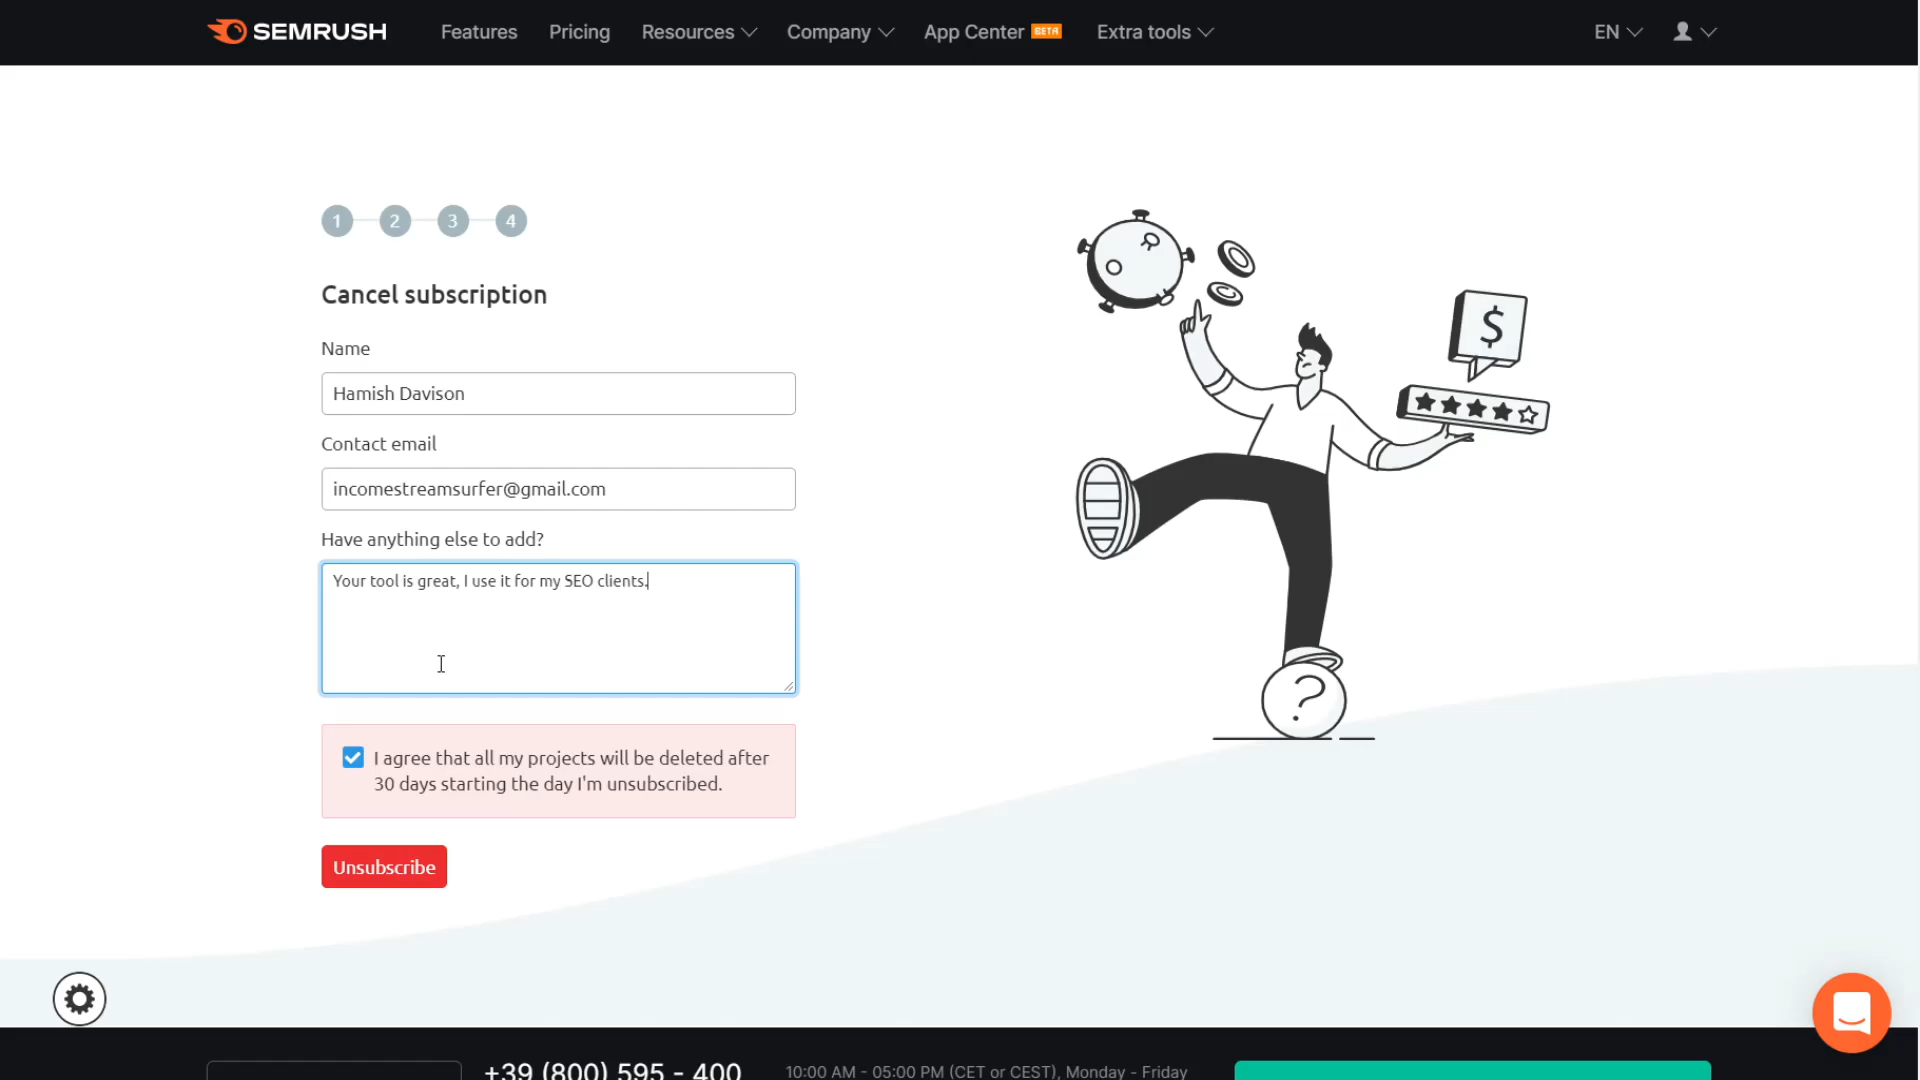 SEMRUSH Features Pricing Resources Company App Center BETA Extra tools EN
1 2 3 4
Cancel subscription
Name
Hamish Davison
Contact email
incomestreamsurfer@gmail.com
Have anything else to add?
Your tool is great, I use it for my SEO clients.
I agree that all my projects will be deleted after
30 days starting the day I'm unsubscribed.
Unsubscribe
$
?
+39 (800) 595 - 400 10:00 AM - 05:00 PM (CET or CEST), Monday - Friday